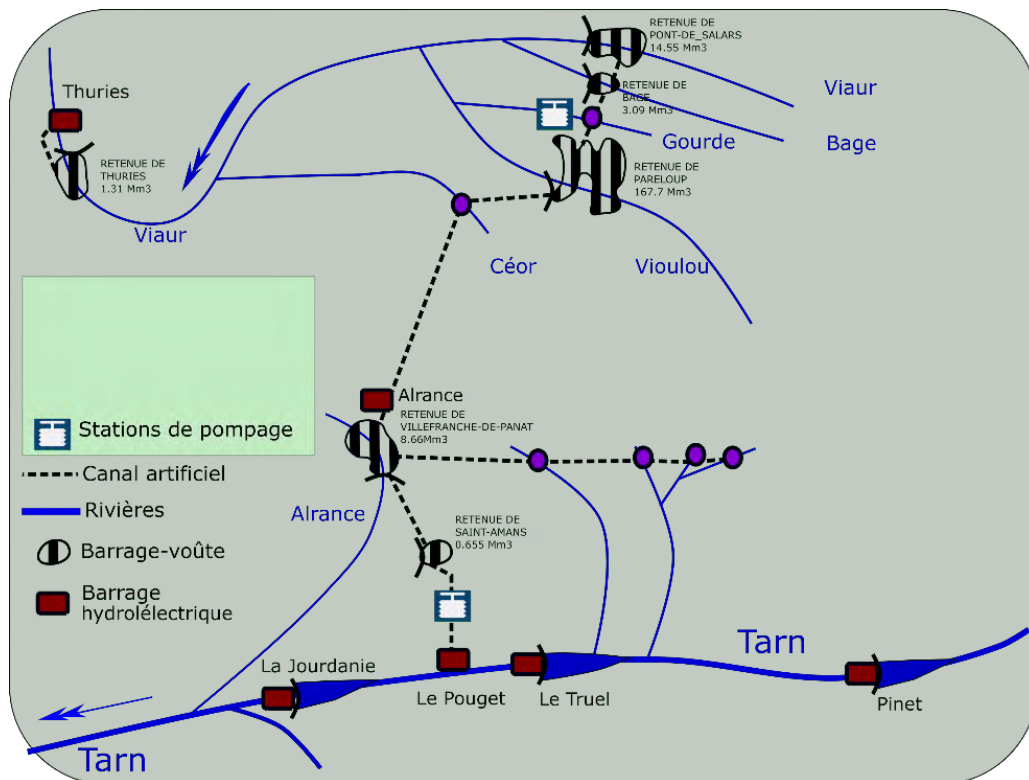 RETENUE DE
PONT-DE_SALARS
14.55 Mm3
Thuries
RETENUE DE
BAGE
3.09 MM3
Viaur
Gourde
Bage
RETENUE DE
THURIES
1.31 Mm3
RETENUE DE
PARELOUP
167.7 Mm3
Viaur
Céor
Vioulou
Alrance
RETENUE DE
VILLEFRANCHE-DE-PANAT
8.66Mm3
Stations de pompage
Canal artificiel
Rivières
Barrage-voûte
Barrage
hydrolélectrique
Alrance
RETENUE DE
SAINT-AMANS
0.655 Mm3
La Jourdanie
Le Pouget
Le Truel
Tarn
Pinet
Tarn